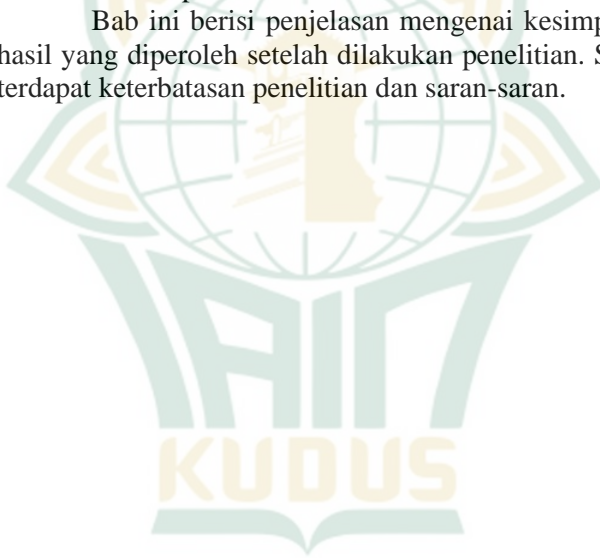 Bab ini berisi penjelasan mengenai kesimp
hasil yang diperoleh setelah dilakukan penelitian. S
terdapat keterbatasan penelitian dan saran-saran.
IAIN
KUDUS